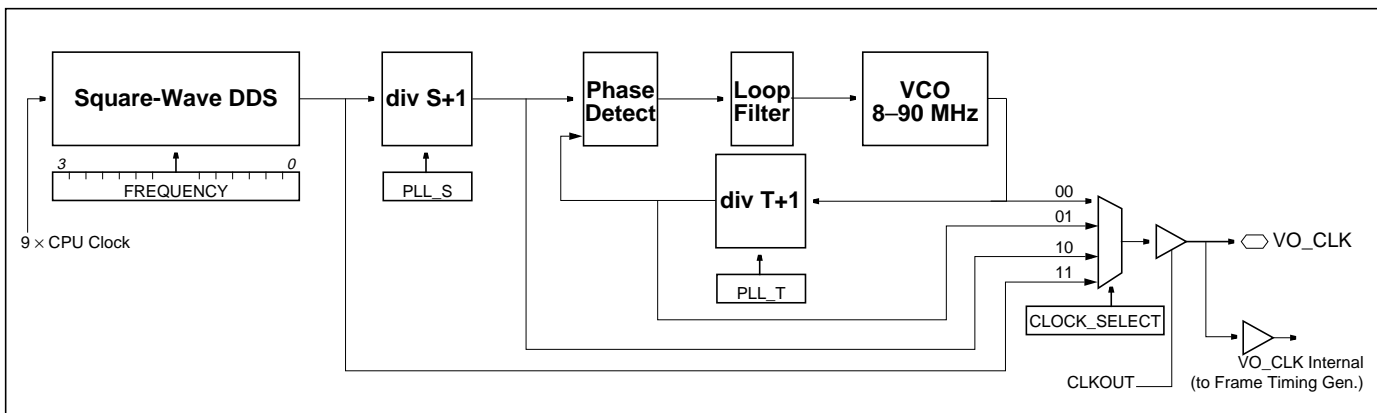 Square-Wave DDS
div S+1
Phase
Detect
Loop
Filter
VCO
8–90 MHz
3
0
FREQUENCY
PLL_S
div T+1
PLL_T
9 × CPU Clock
00
01
10
11
VO_CLK
CLOCK_SELECT
CLKOUT
VO_CLK Internal
(to Frame Timing Gen.)